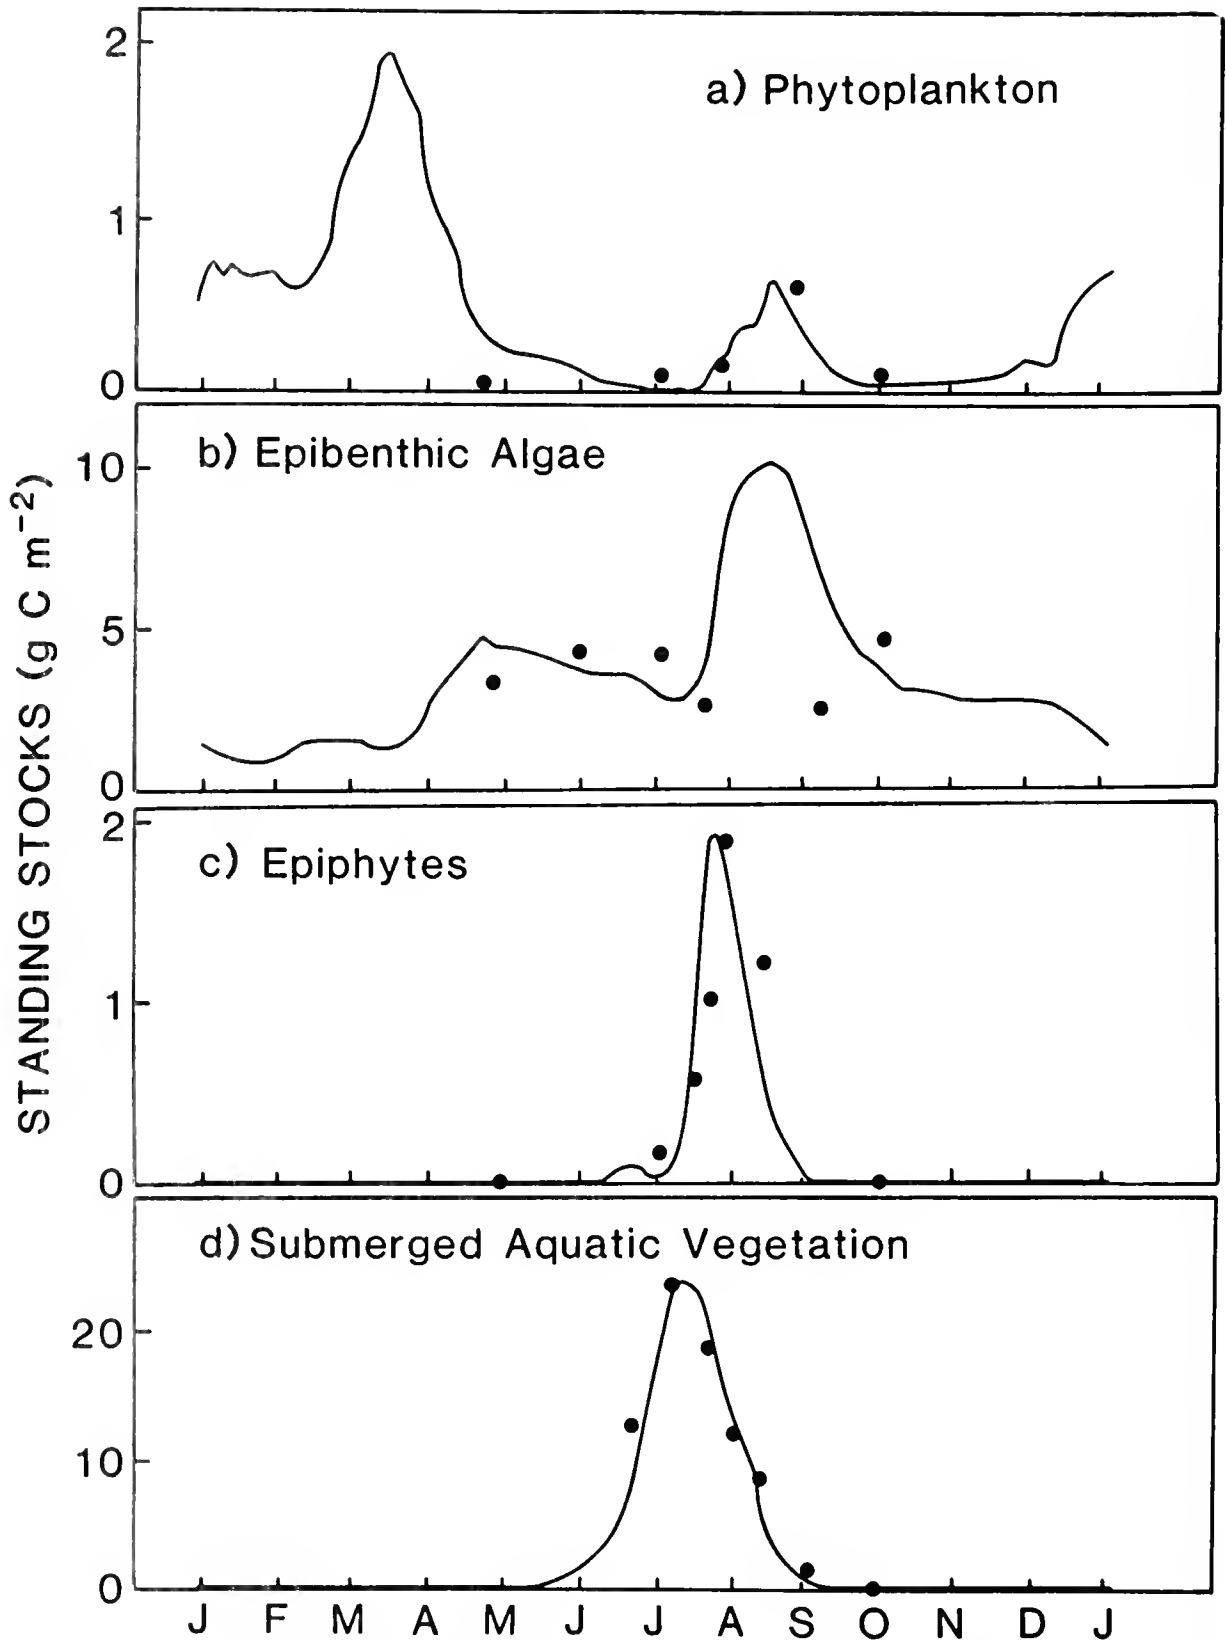 2
a) Phytoplankton
1
0
b) Epibenthic Algae
10
5
0
STANDING STOCKS (g C m⁻²)
2
c) Epiphytes
1
0
d) Submerged Aquatic Vegetation
20
10
0
J F M A M J J A S O N D J